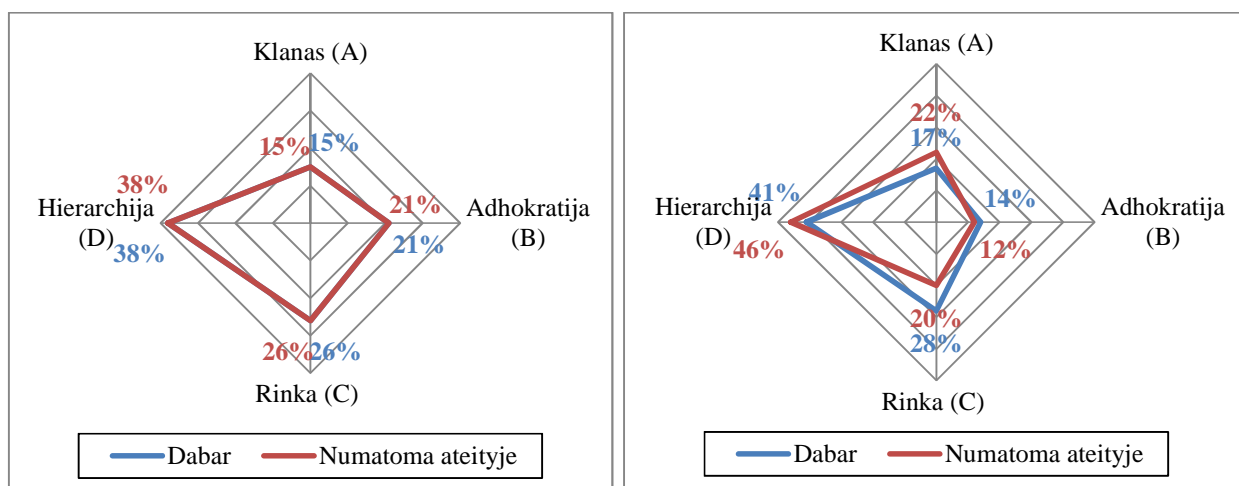 Klanas (A)
15%
15%
38%
Hierarchija
(D)
38%
21%
Adhokratija
(B)
21%
26%
26%
Rinka (C)
Dabar
Numatoma ateityje
Klanas (A)
22%
17%
41%
Hierarchija
(D)
46%
14%
Adhokratija
(B)
12%
20%
28%
Rinka (C)
Dabar
Numatoma ateityje